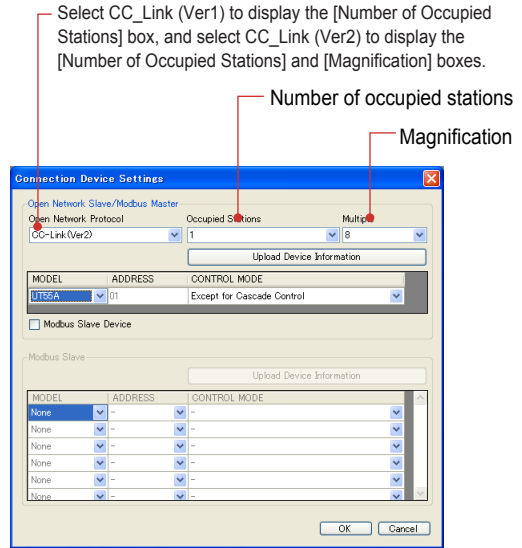 Select CC_Link (Ver1) to display the [Number of Occupied
Stations] box, and select CC_Link (Ver2) to display the
[Number of Occupied Stations] and [Magnification] boxes.
Number of occupied stations
Magnification
Connection Device Settings
Open Network Slave/Modbus Master
Open Network Protocol Occupied Stations Multiple
CC-Link(Ver2) 1 8
Upload Device Information
MODEL ADDRESS CONTROL MODE
UT55A 01 Except for Cascade Control
Modbus Slave Device
Modbus Slave
Upload Device Information
MODEL ADDRESS CONTROL MODE
None - -
None - -
None - -
None - -
None - -
None - -
OK Cancel